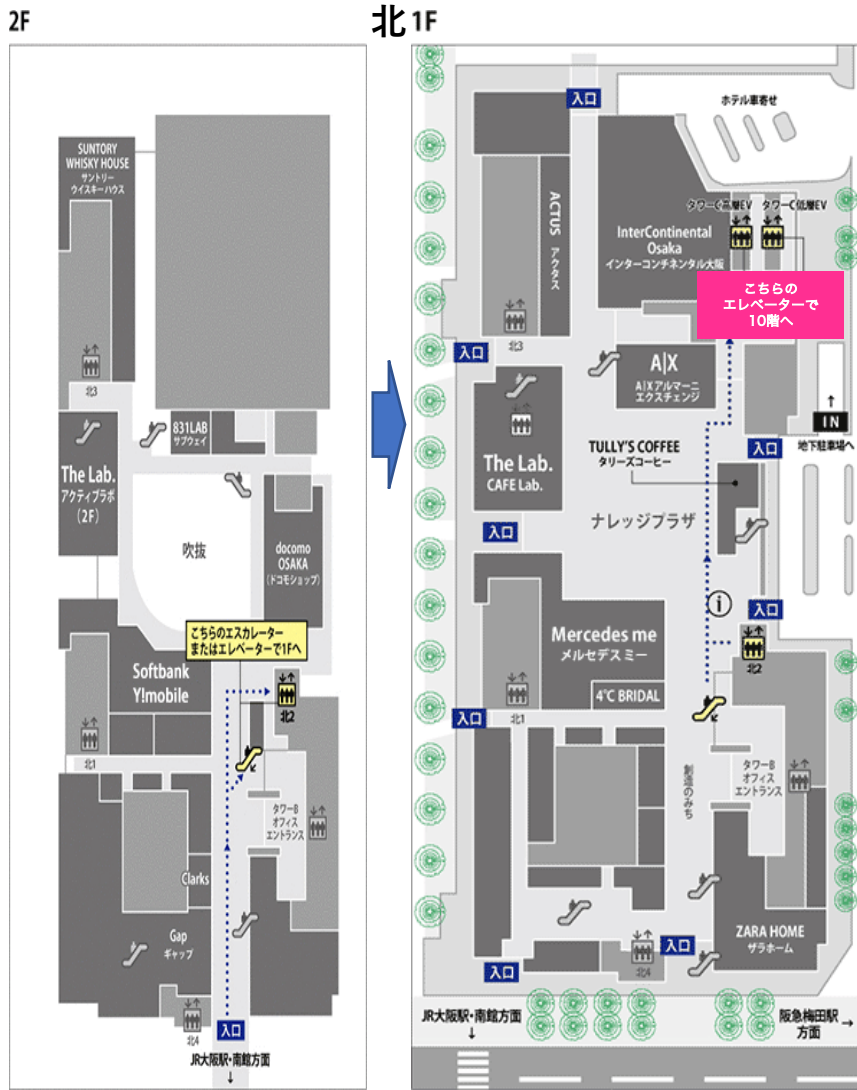 2F
SUNTORY
WHISKY HOUSE
サントリー
ウイスキーハウス
北3
831LAB
サブウェイ
The Lab.
アクティブラボ
(2F)
吹抜
docomo
OSAKA
(ドコモショップ)
こちらのエスカレーター
またはエレベーターで1Fへ
Softbank
Y!mobile
北2
北1
タワーB
オフィス
エントランス
Clarks
Gap
ギャップ
北4
入口
JR大阪駅・南館方面
↓
北 1F
入口
ホテル車寄せ
ACTUS アクタス
タワーC高層EV
タワーC低層EV
InterContinental
Osaka
インターコンチネンタル大阪
こちらの
エレベーターで
10階へ
北3
入口
A|X
A|Xアルマーニ
エクスチェンジ
↑
IN
地下駐車場へ
入口
TULLY'S COFFEE
タリーズコーヒー
The Lab.
CAFE Lab.
ナレッジプラザ
入口
i
入口
Mercedes me
メルセデス ミー
北2
4℃ BRIDAL
北1
入口
タワーB
オフィス
エントランス
創造のみち
ZARA HOME
ザラホーム
入口
北4
入口
JR大阪駅・南館方面
↓
阪急梅田駅
方面 →